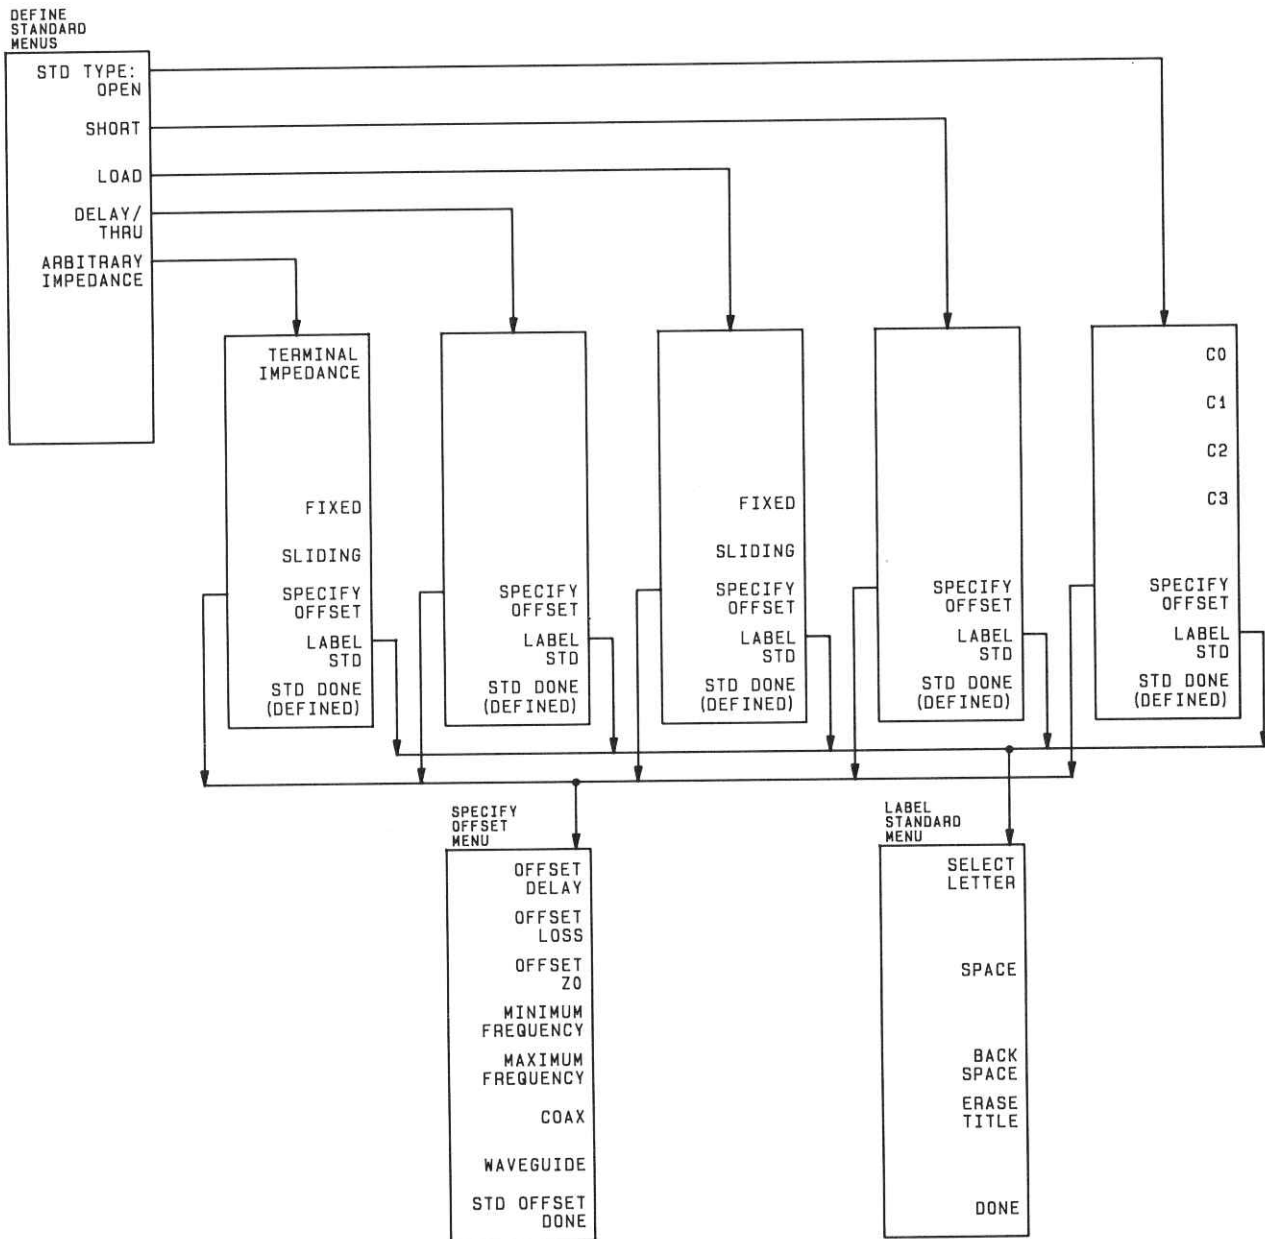 DEFINE
STANDARD
MENUS
STD TYPE:
OPEN
SHORT
LOAD
DELAY/
THRU
ARBITRARY
IMPEDANCE
TERMINAL
IMPEDANCE
FIXED
SLIDING
SPECIFY
OFFSET
LABEL
STD
STD DONE
(DEFINED)
SPECIFY
OFFSET
LABEL
STD
STD DONE
(DEFINED)
FIXED
SLIDING
SPECIFY
OFFSET
LABEL
STD
STD DONE
(DEFINED)
SPECIFY
OFFSET
LABEL
STD
STD DONE
(DEFINED)
C0
C1
C2
C3
SPECIFY
OFFSET
LABEL
STD
STD DONE
(DEFINED)
SPECIFY
OFFSET
MENU
OFFSET
DELAY
OFFSET
LOSS
OFFSET
Z0
MINIMUM
FREQUENCY
MAXIMUM
FREQUENCY
COAX
WAVEGUIDE
STD OFFSET
DONE
LABEL
STANDARD
MENU
SELECT
LETTER
SPACE
BACK
SPACE
ERASE
TITLE
DONE